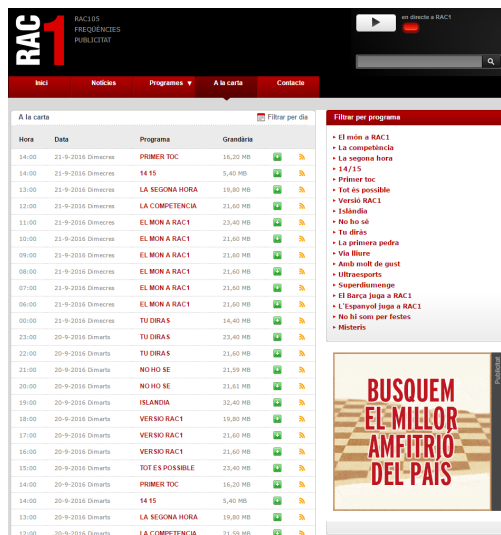 RAC1
RAC105
FREQÜÈNCIES
PUBLICITAT
en directe a RAC1
Inici Notícies Programes ▼ A la carta Contacte
A la carta Filtrar per dia
Hora Data Programa Grandària
14:00 21-9-2016 Dimecres PRIMER TOC 16,20 MB
14:00 21-9-2016 Dimecres 14 15 5,40 MB
13:00 21-9-2016 Dimecres LA SEGONA HORA 19,80 MB
12:00 21-9-2016 Dimecres LA COMPETENCIA 21,60 MB
11:00 21-9-2016 Dimecres EL MON A RAC1 23,40 MB
10:00 21-9-2016 Dimecres EL MON A RAC1 21,60 MB
09:00 21-9-2016 Dimecres EL MON A RAC1 21,60 MB
08:00 21-9-2016 Dimecres EL MON A RAC1 21,60 MB
07:00 21-9-2016 Dimecres EL MON A RAC1 21,60 MB
06:00 21-9-2016 Dimecres EL MON A RAC1 21,60 MB
00:00 21-9-2016 Dimecres TU DIRAS 14,40 MB
23:00 20-9-2016 Dimarts TU DIRAS 23,40 MB
22:00 20-9-2016 Dimarts TU DIRAS 21,60 MB
21:00 20-9-2016 Dimarts NO HO SE 21,59 MB
20:00 20-9-2016 Dimarts NO HO SE 21,61 MB
19:00 20-9-2016 Dimarts ISLANDIA 32,40 MB
18:00 20-9-2016 Dimarts VERSIO RAC1 19,80 MB
17:00 20-9-2016 Dimarts VERSIO RAC1 21,60 MB
16:00 20-9-2016 Dimarts VERSIO RAC1 21,60 MB
15:00 20-9-2016 Dimarts TOT ES POSSIBLE 23,40 MB
14:00 20-9-2016 Dimarts PRIMER TOC 16,20 MB
14:00 20-9-2016 Dimarts 14 15 5,40 MB
13:00 20-9-2016 Dimarts LA SEGONA HORA 19,80 MB
12:00 20-9-2016 Dimarts LA COMPETENCIA 21,59 MB
Filtrar per programa
El món a RAC1
La competència
La segona hora
14/15
Primer toc
Tot és possible
Versió RAC1
Islàndia
No ho sé
Tu diràs
La primera pedra
Via lliure
Amb molt de gust
Ultraesports
Superdiumenge
El Barça juga a RAC1
L'Espanyol juga a RAC1
No hi som per festes
Misteris
Publicitat
BUSQUEM
EL MILLOR
AMFITRIÓ
DEL PAÍS